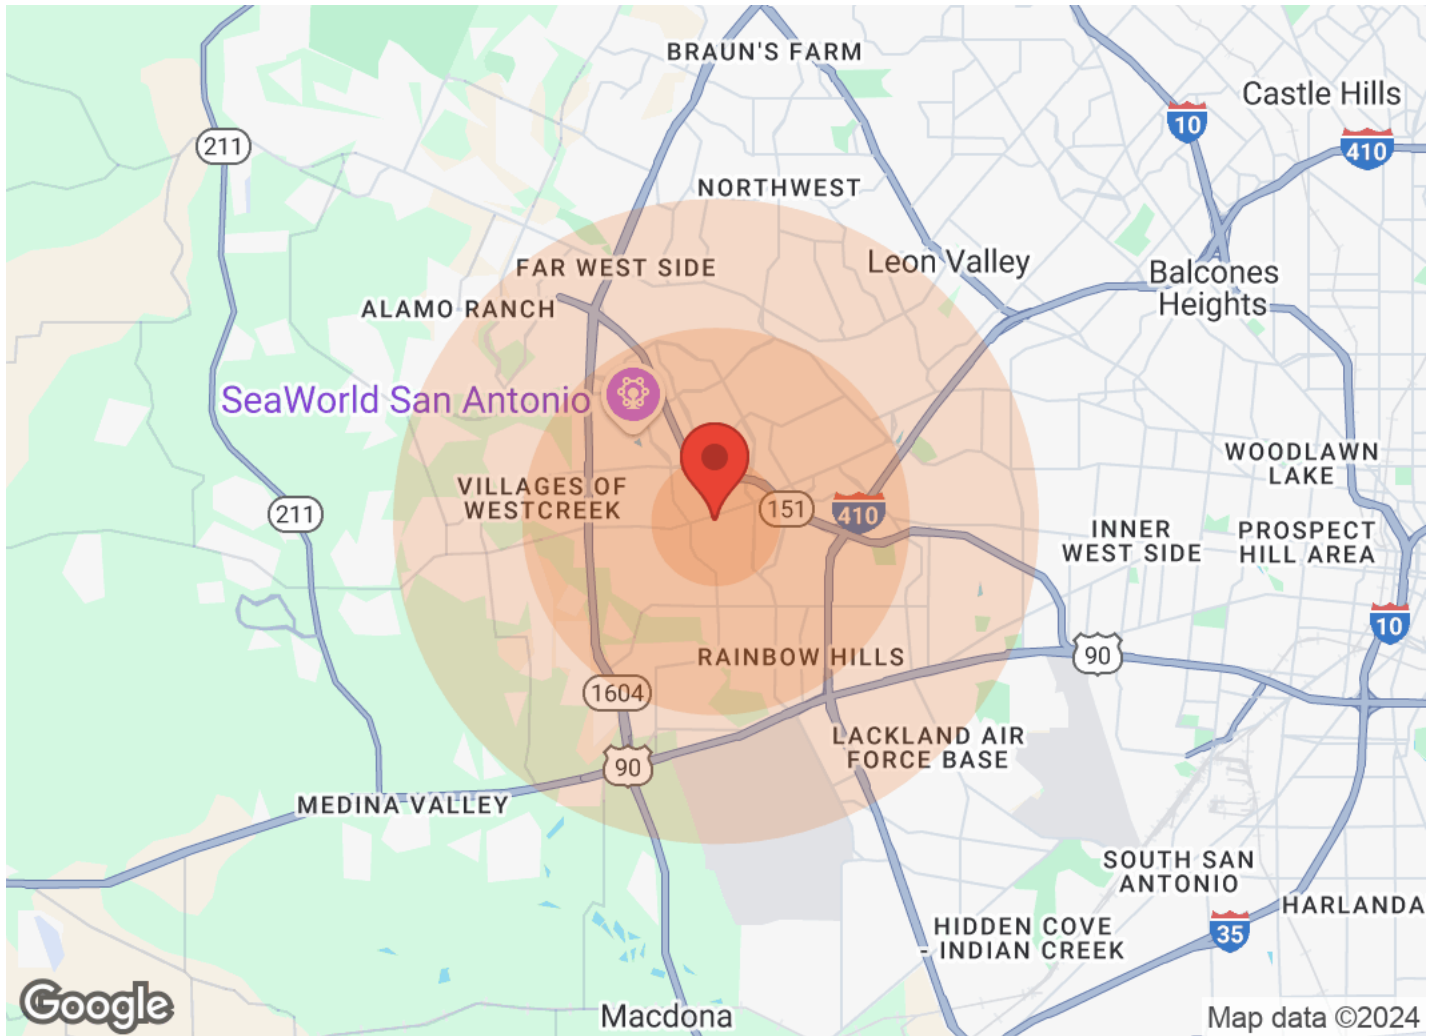 BRAUN'S FARM
Castle Hills
10
410
211
NORTHWEST
Leon Valley
FAR WEST SIDE
Balcones
Heights
ALAMO RANCH
SeaWorld San Antonio
WOODLAWN
LAKE
VILLAGES OF
WESTCREEK
211
151
410
INNER
WEST SIDE
PROSPECT
HILL AREA
10
RAINBOW HILLS
90
1604
LACKLAND AIR
FORCE BASE
90
MEDINA VALLEY
SOUTH SAN
ANTONIO
HARLANDA
HIDDEN COVE
- INDIAN CREEK
35
Google
Macdona
Map data ©2024